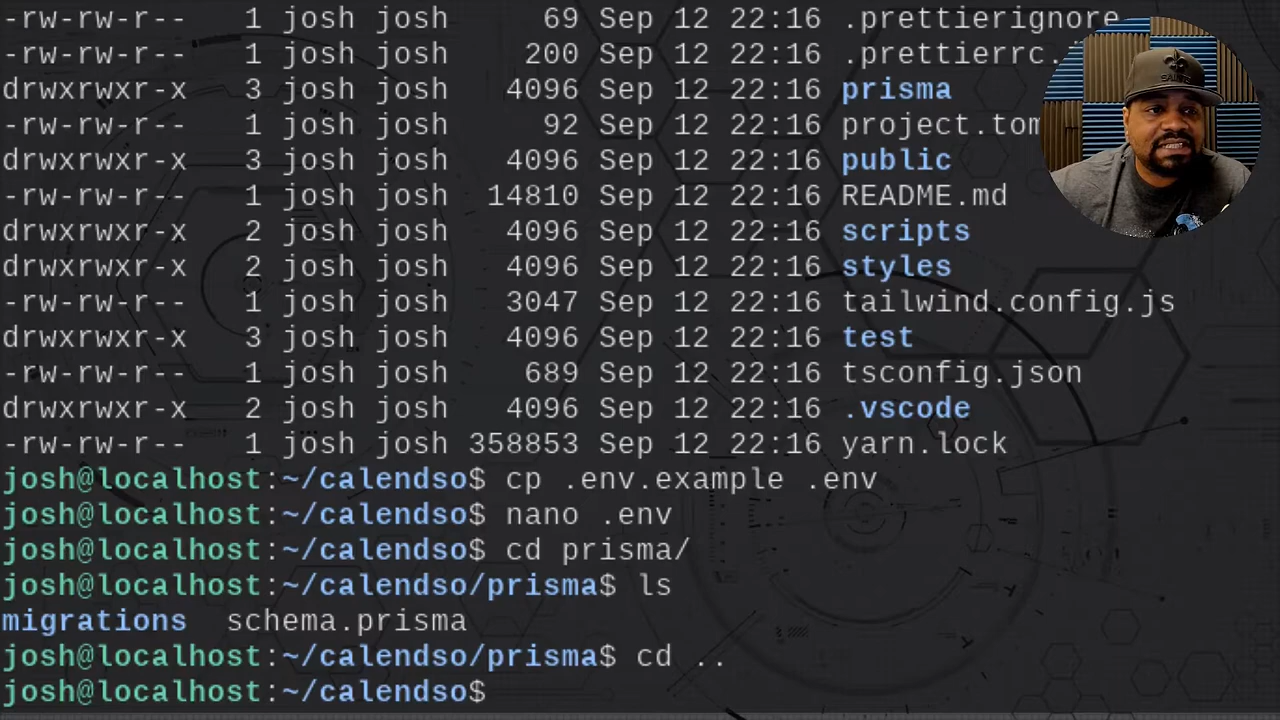 -rw-rw-r-- 1 josh josh 69 Sep 12 22:16 .prettierignore
-rw-rw-r-- 1 josh josh 200 Sep 12 22:16 .prettierrc.
drwxrwxr-x 3 josh josh 4096 Sep 12 22:16 prisma
-rw-rw-r-- 1 josh josh 92 Sep 12 22:16 project.tom
drwxrwxr-x 3 josh josh 4096 Sep 12 22:16 public
-rw-rw-r-- 1 josh josh 14810 Sep 12 22:16 README.md
drwxrwxr-x 2 josh josh 4096 Sep 12 22:16 scripts
drwxrwxr-x 2 josh josh 4096 Sep 12 22:16 styles
-rw-rw-r-- 1 josh josh 3047 Sep 12 22:16 tailwind.config.js
drwxrwxr-x 3 josh josh 4096 Sep 12 22:16 test
-rw-rw-r-- 1 josh josh 689 Sep 12 22:16 tsconfig.json
drwxrwxr-x 2 josh josh 4096 Sep 12 22:16 .vscode
-rw-rw-r-- 1 josh josh 358853 Sep 12 22:16 yarn.lock
josh@localhost:~/calendso$ cp .env.example .env
josh@localhost:~/calendso$ nano .env
josh@localhost:~/calendso$ cd prisma/
josh@localhost:~/calendso/prisma$ ls
migrations schema.prisma
josh@localhost:~/calendso/prisma$ cd ..
josh@localhost:~/calendso$
SAINTS